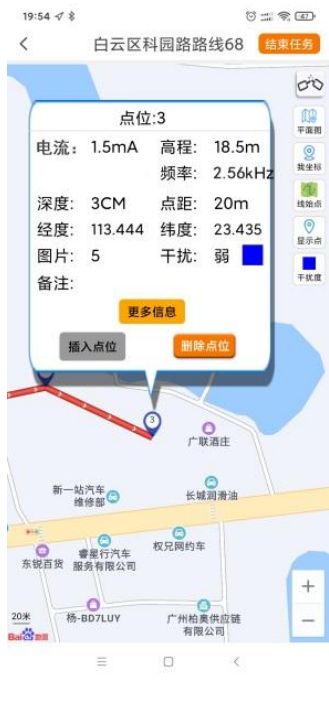 19:54
47
白云区科园路路线68
结束任务
点位:3
电流: 1.5mA 高程: 18.5m
频率: 2.56kHz
深度: 3CM 点距: 20m
经度: 113.444 纬度: 23.435
图片: 5 干扰: 弱
备注:
更多信息
插入点位 删除点位
平面图
我坐标
线始点
显示点
干扰度
3
广联酒庄
新一站汽车
维修部
长城润滑油
东锐百货
睿星行汽车
服务有限公司
权兄网约车
杨-BD7LUY
广州柏奥供应链
有限公司
20米
Bai 地图
+
−